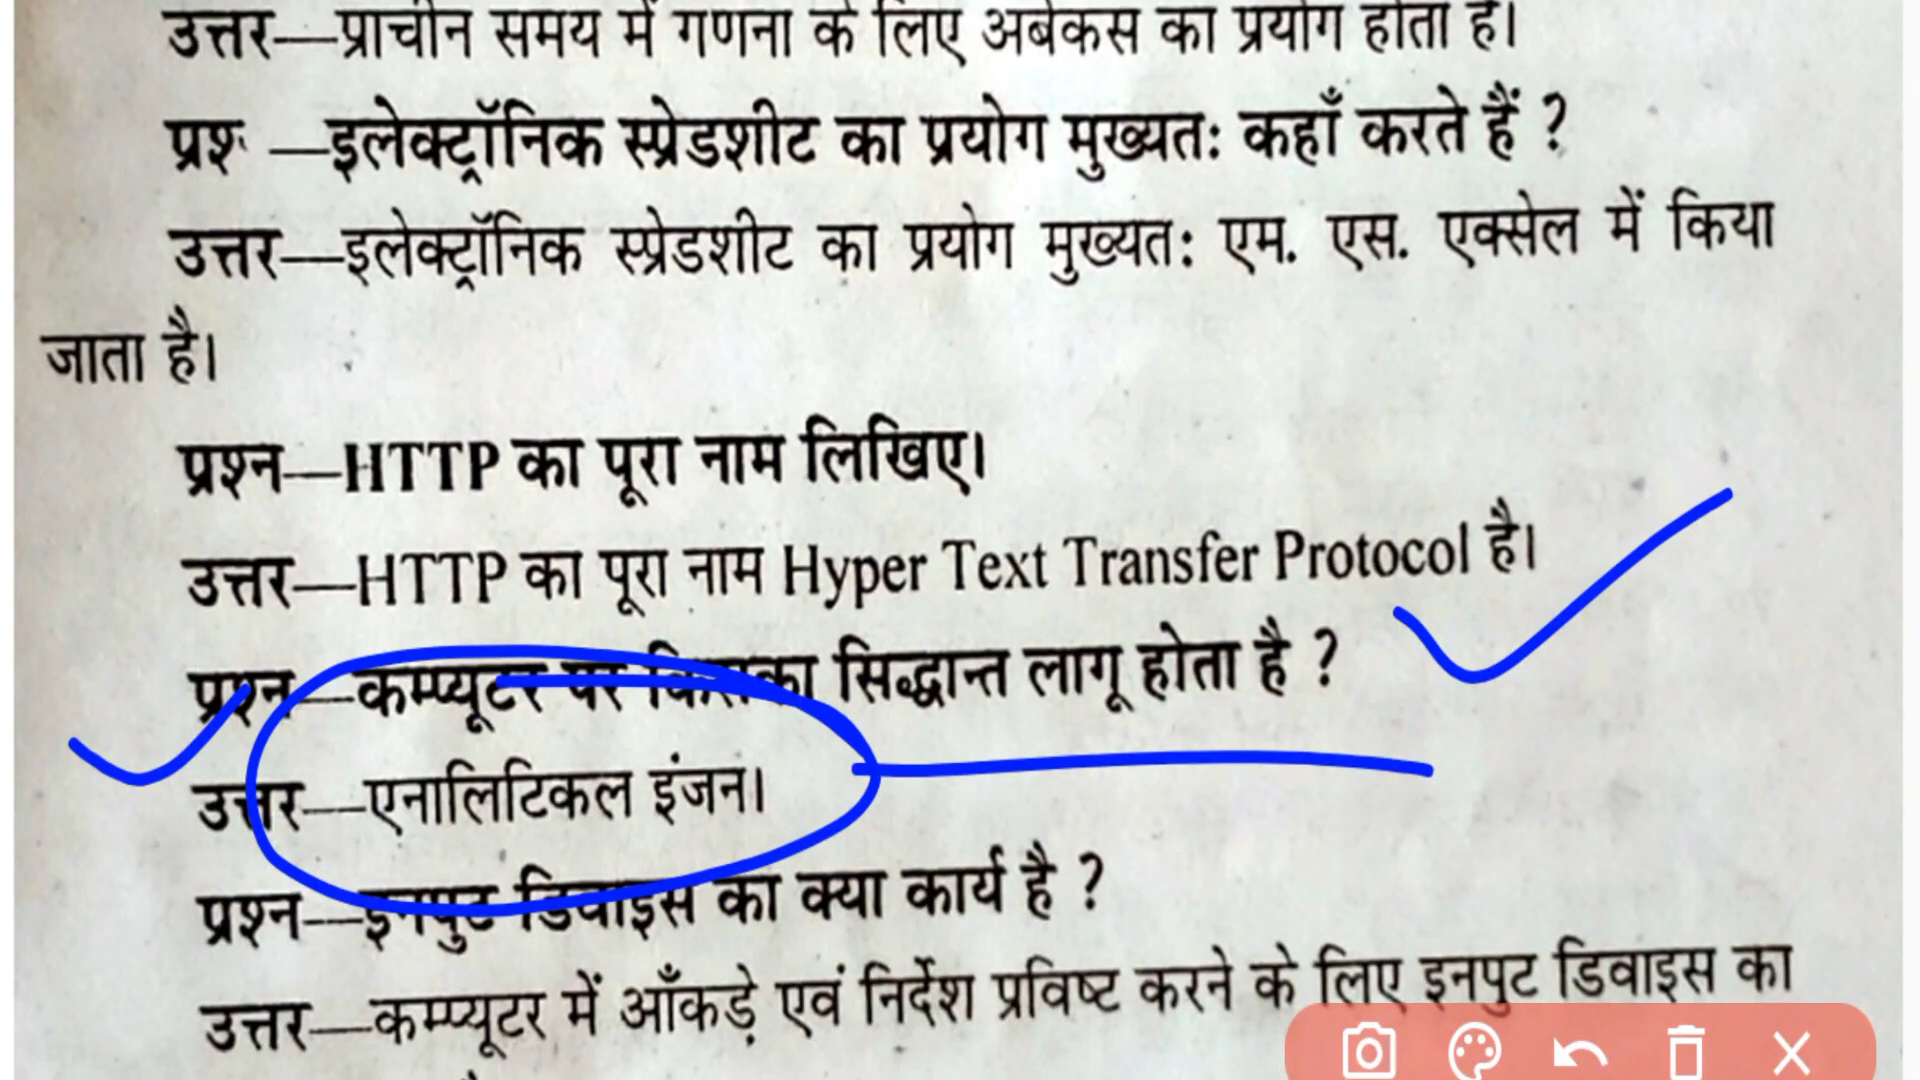 उत्तर—प्राचीन समय में गणना के लिए अबेकस का प्रयोग होता है।
प्रश्न —इलेक्ट्रॉनिक स्प्रेडशीट का प्रयोग मुख्यतः कहाँ करते हैं ?
उत्तर—इलेक्ट्रॉनिक स्प्रेडशीट का प्रयोग मुख्यतः एम. एस. एक्सेल में किया
जाता है।
प्रश्न—HTTP का पूरा नाम लिखिए।
उत्तर—HTTP का पूरा नाम Hyper Text Transfer Protocol है।
प्रश्न—कम्प्यूटर पर किसका सिद्धान्त लागू होता है ?
उत्तर—एनालिटिकल इंजन।
प्रश्न—इनपुट डिवाइस का क्या कार्य है ?
उत्तर—कम्प्यूटर में आँकड़े एवं निर्देश प्रविष्ट करने के लिए इनपुट डिवाइस का